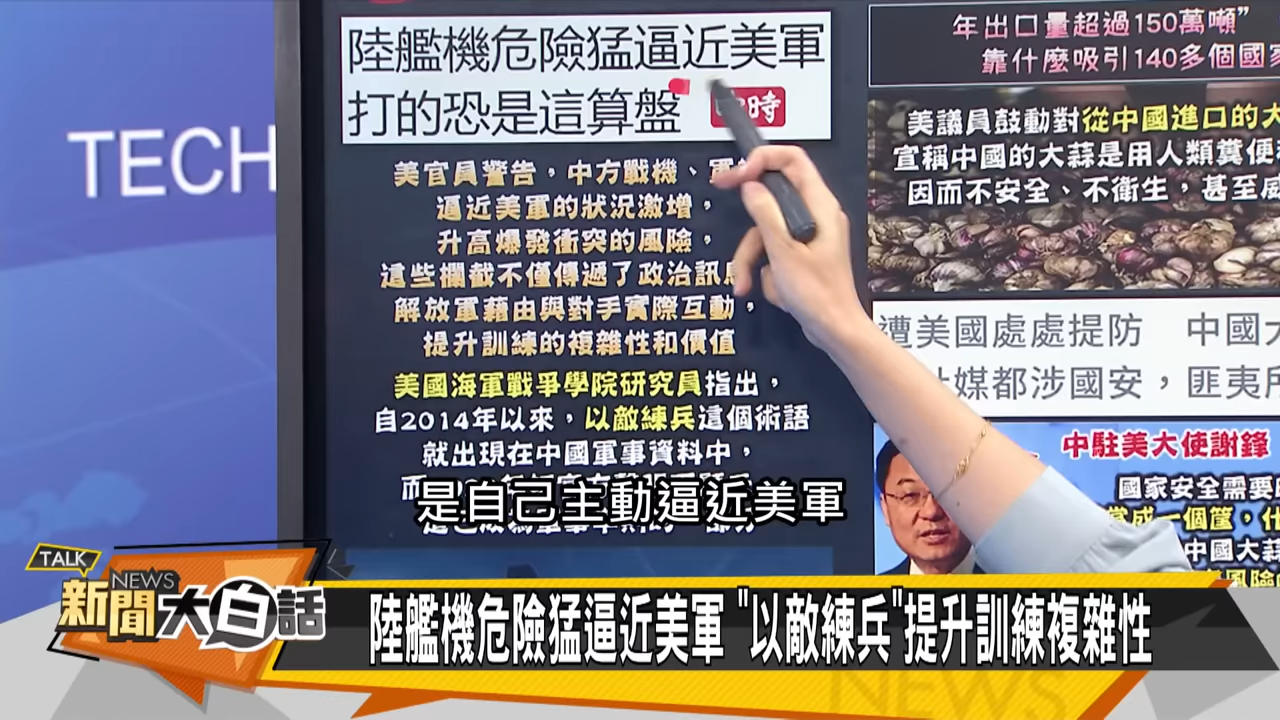 TECH
陸艦機危險猛逼近美軍
打的恐是這算盤
時
美官員警告，中方戰機、軍
逼近美軍的狀況激增，
升高爆發衝突的風險。
這些攔截不僅傳遞了政治訊息
解放軍藉由與對手實際互動，
提升訓練的複雜性和價值
美國海軍戰爭學院研究員指出，
自2014年以來，以敵練兵這個術語
就出現在中國軍事資料中，
而
年出口量超過150萬噸"
靠什麼吸引140多個國家
美議員鼓動對從中國進口的大
宣稱中國的大蒜是用人類糞便
因而不安全、不衛生，甚至威
遭美國處處提防 中國大
社媒都涉國安，匪夷所
中駐美大使謝鋒
國家安全需要的
當成一個筐，什
中國大蒜
風險
是自己主動逼近美軍
TALK
NEWS
新聞大白話
陸艦機危險猛逼近美軍 "以敵練兵"提升訓練複雜性
NEWS